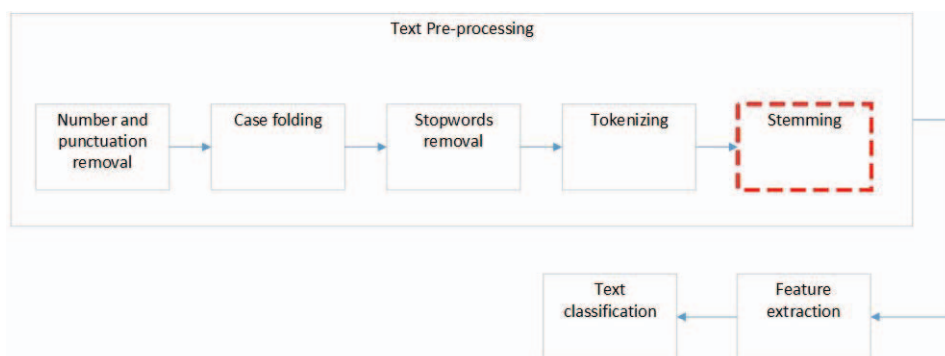 Text Pre-processing
Number and
punctuation
removal
Case folding
Stopwords
removal
Tokenizing
Stemming
Text
classification
Feature
extraction